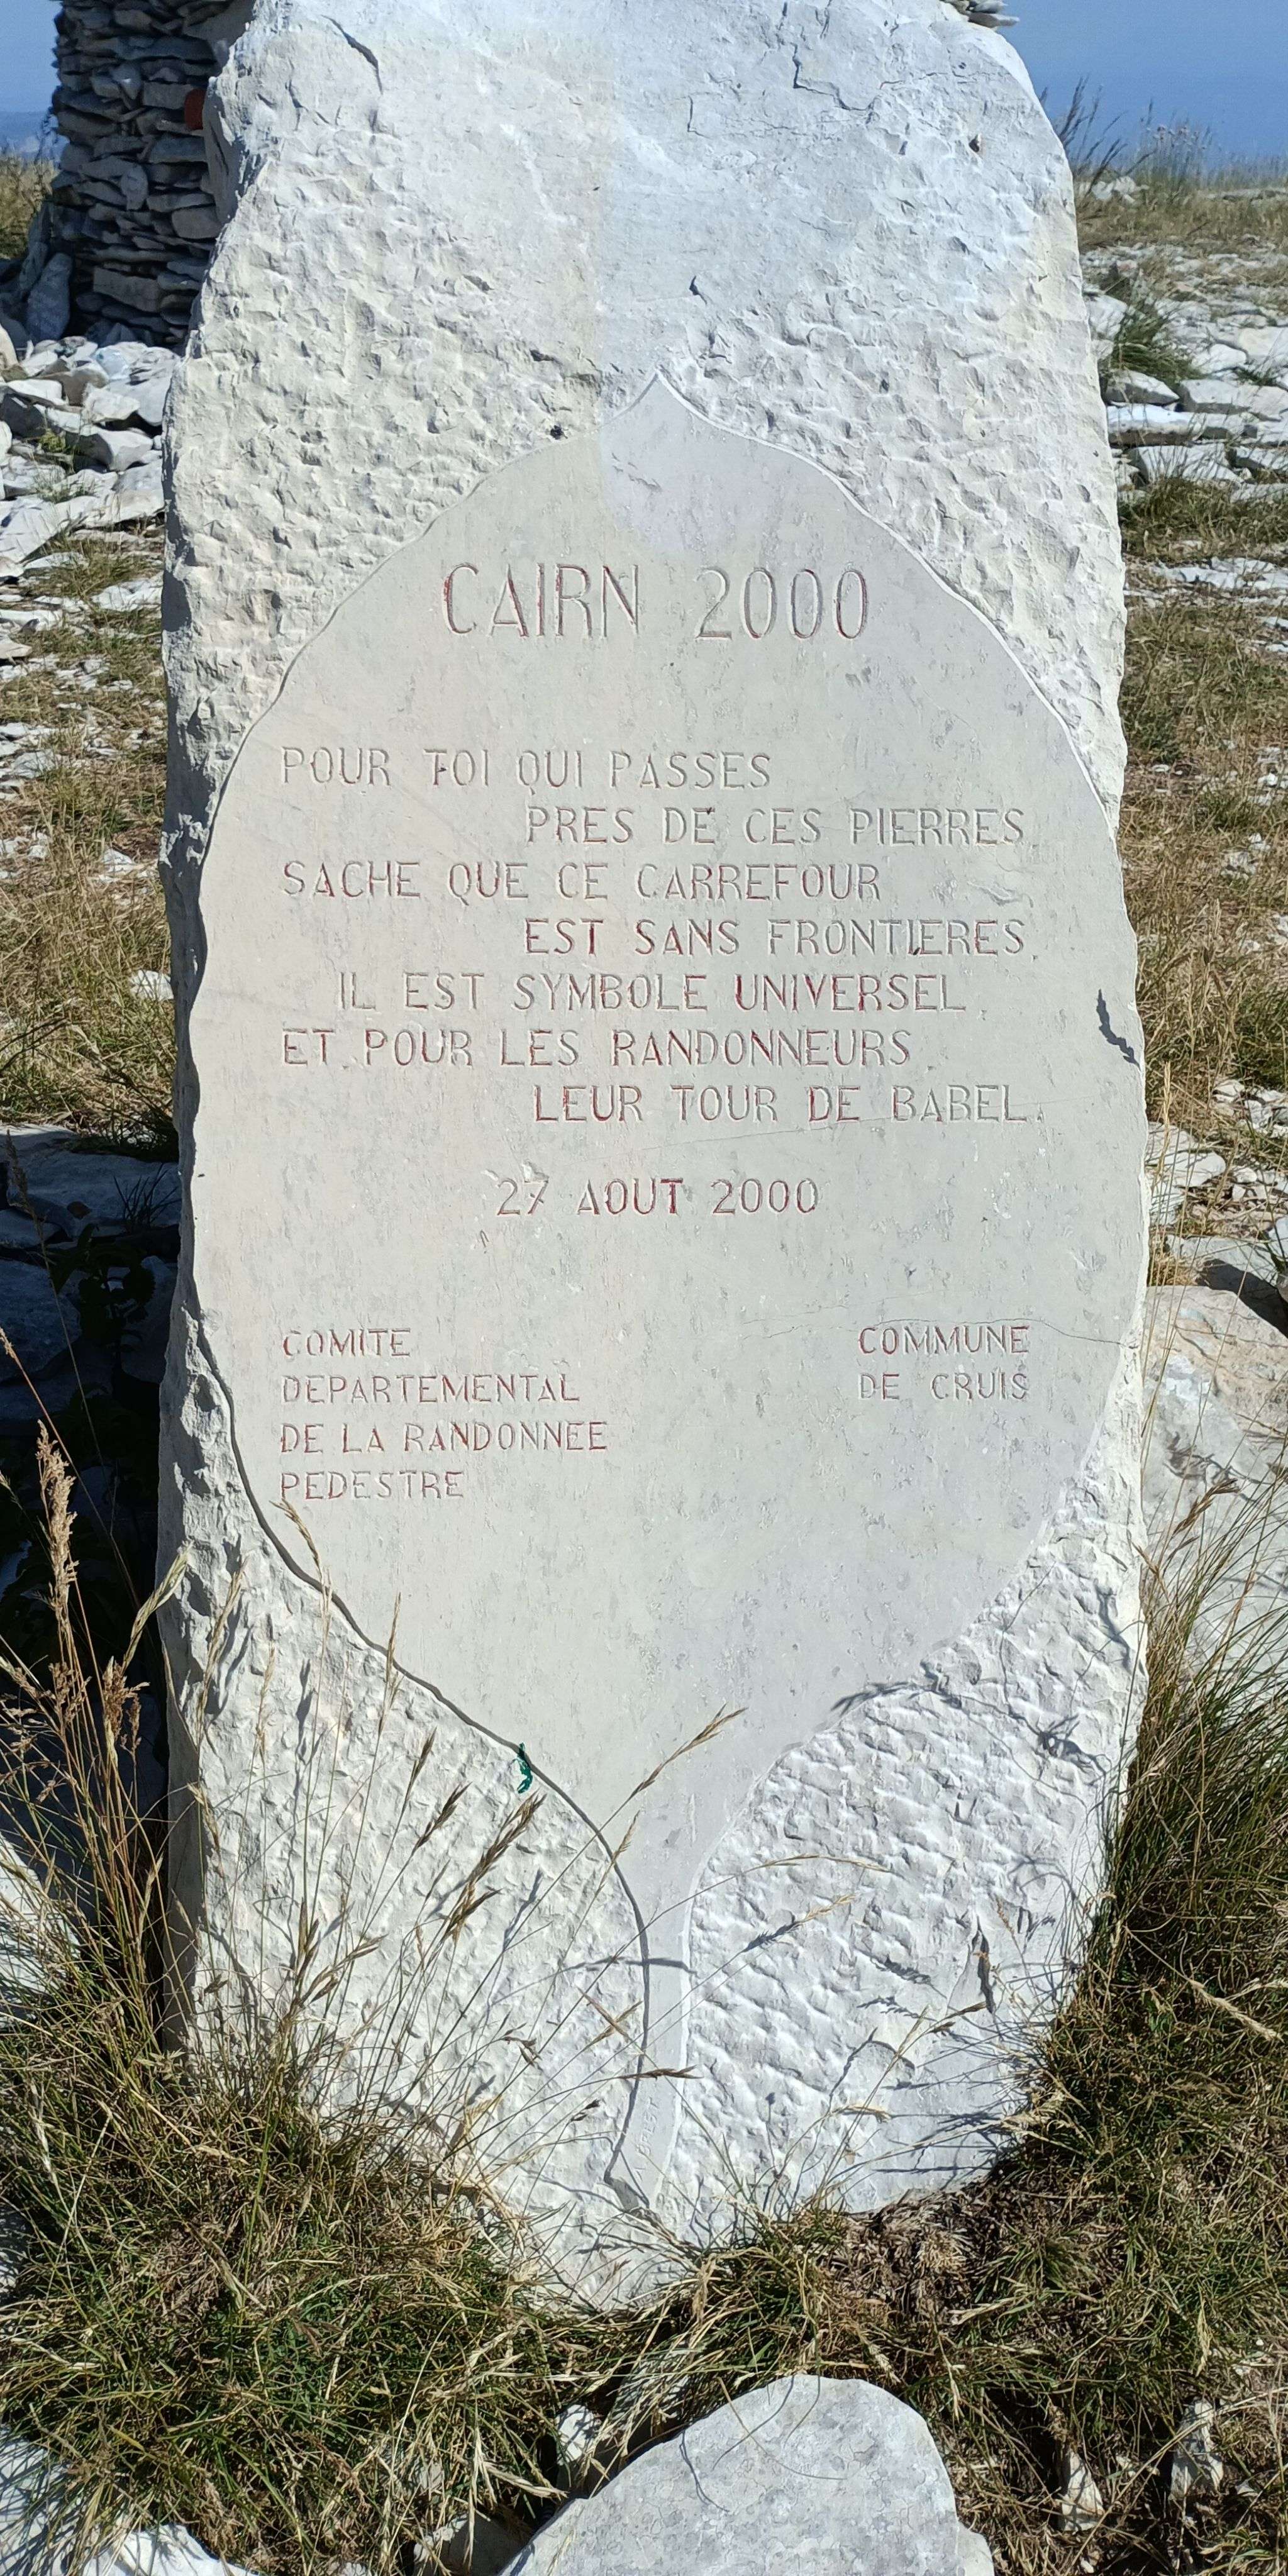 CAIRN 2000
POUR TOI QUI PASSES
PRES DE CES PIERRES,
SACHE QUE CE CARREFOUR
EST SANS FRONTIERES,
IL EST SYMBOLE UNIVERSEL,
ET POUR LES RANDONNEURS
LEUR TOUR DE BABEL.
27 AOUT 2000
COMITE
DEPARTEMENTAL
DE LA RANDONNEE
PEDESTRE
COMMUNE
DE CRUIS